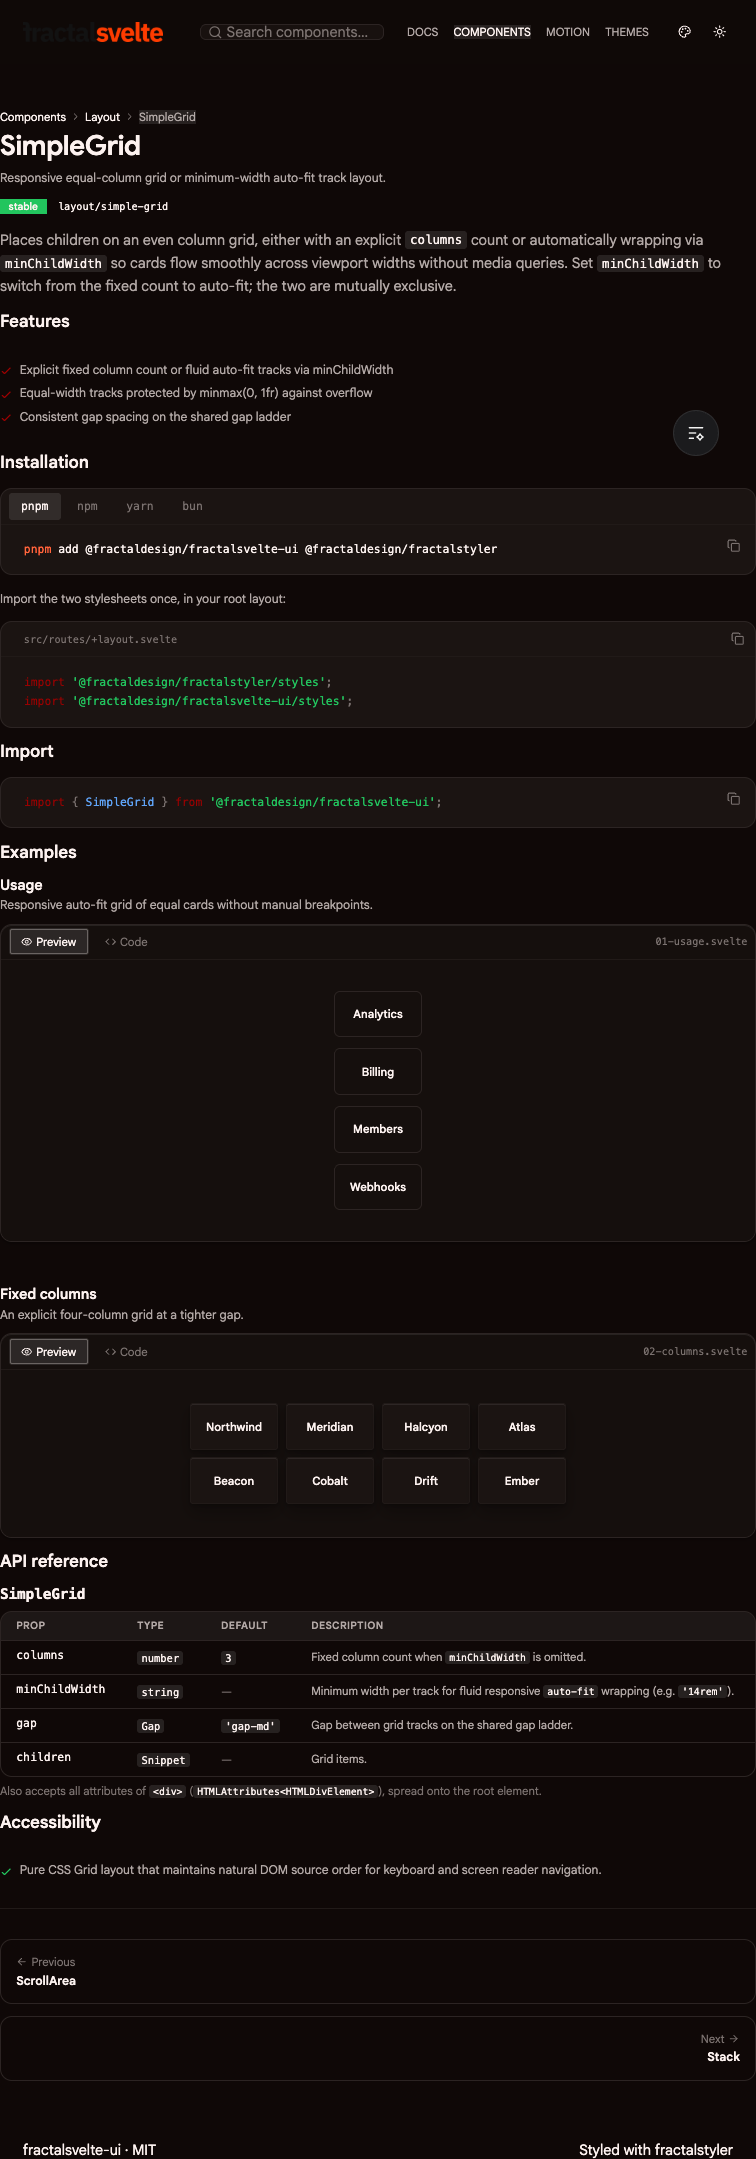 fractalsvelte
Search components...
DOCS
COMPONENTS
MOTION
THEMES
Components > Layout > SimpleGrid
SimpleGrid
Responsive equal-column grid or minimum-width auto-fit track layout.
stable layout/simple-grid
Places children on an even column grid, either with an explicit columns count or automatically wrapping via
minChildWidth so cards flow smoothly across viewport widths without media queries. Set minChildWidth to
switch from the fixed count to auto-fit; the two are mutually exclusive.
Features
Explicit fixed column count or fluid auto-fit tracks via minChildWidth
Equal-width tracks protected by minmax(0, 1fr) against overflow
Consistent gap spacing on the shared gap ladder
Installation
pnpm npm yarn bun
pnpm add @fractaldesign/fractalsvelte-ui @fractaldesign/fractalstyler
Import the two stylesheets once, in your root layout:
src/routes/+layout.svelte
import '@fractaldesign/fractalstyler/styles';
import '@fractaldesign/fractalsvelte-ui/styles';
Import
import { SimpleGrid } from '@fractaldesign/fractalsvelte-ui';
Examples
Usage
Responsive auto-fit grid of equal cards without manual breakpoints.
Preview <> Code 01-usage.svelte
Analytics
Billing
Members
Webhooks
Fixed columns
An explicit four-column grid at a tighter gap.
Preview <> Code 02-columns.svelte
Northwind Meridian Halcyon Atlas
Beacon Cobalt Drift Ember
API reference
SimpleGrid
PROP TYPE DEFAULT DESCRIPTION
columns number 3 Fixed column count when minChildWidth is omitted.
minChildWidth string — Minimum width per track for fluid responsive auto-fit wrapping (e.g. '14rem').
gap Gap 'gap-md' Gap between grid tracks on the shared gap ladder.
children Snippet — Grid items.
Also accepts all attributes of <div> (HTMLAttributes<HTMLDivElement>), spread onto the root element.
Accessibility
Pure CSS Grid layout that maintains natural DOM source order for keyboard and screen reader navigation.
← Previous
ScrollArea
Next →
Stack
fractalsvelte-ui · MIT
Styled with fractalstyler